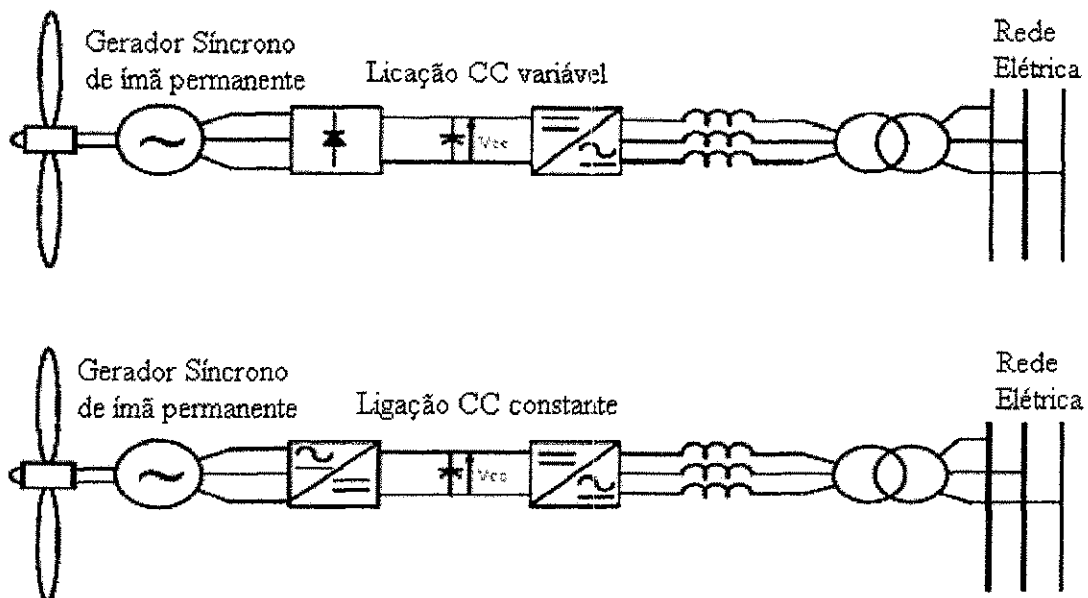 Gerador Síncrono
de ímã permanente
Licação CC variável
Rede
Elétrica
Vcc
Gerador Síncrono
de ímã permanente
Ligação CC constante
Rede
Elétrica
Vcc